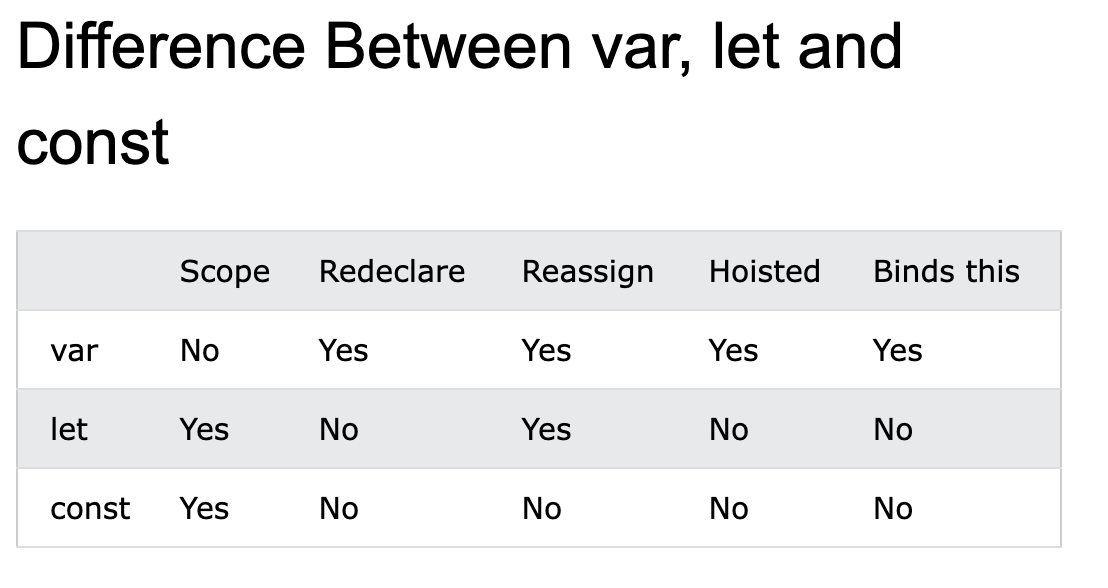 Difference Between var, let and
const
Scope Redeclare Reassign Hoisted Binds this
var No Yes Yes Yes Yes
let Yes No Yes No No
const Yes No No No No